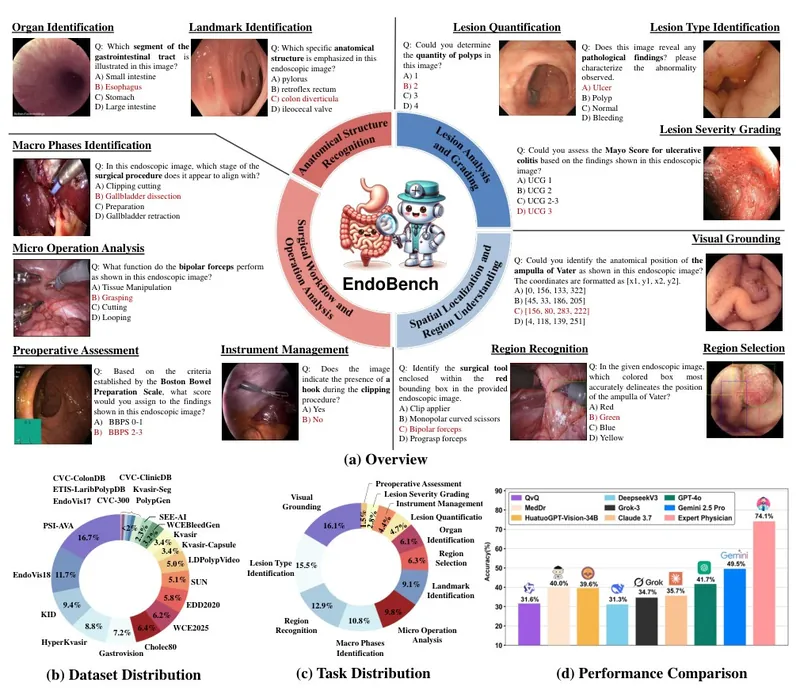 Organ Identification
Q: Which segment of the
gastrointestinal tract is
illustrated in this image?
A) Small intestine
B) Esophagus
C) Stomach
D) Large intestine
Landmark Identification
Q: Which specific anatomical
structure is emphasized in this
endoscopic image?
A) pylorus
B) retroflex rectum
C) colon diverticula
D) ileocecal valve
Lesion Quantification
Q: Could you determine
the quantity of polyps in
this image?
A) 1
B) 2
C) 3
D) 4
Lesion Type Identification
Q: Does this image reveal any
pathological findings? please
characterize the abnormality
observed.
A) Ulcer
B) Polyp
C) Normal
D) Bleeding
Macro Phases Identification
Q: In this endoscopic image, which stage of the
surgical procedure does it appear to align with?
A) Clipping cutting
B) Gallbladder dissection
C) Preparation
D) Gallbladder retraction
Lesion Severity Grading
Q: Could you assess the Mayo Score for ulcerative
colitis based on the findings shown in this endoscopic
image?
A) UCG 1
B) UCG 2
C) UCG 2-3
D) UCG 3
Anatomical Structure
Recognition
Lesion Analysis
and Grading
Surgical Workflow and
Operation Analysis
Spatial Localization and
Region Understanding
EndoBench
Micro Operation Analysis
Q: What function do the bipolar forceps perform
as shown in this endoscopic image?
A) Tissue Manipulation
B) Grasping
C) Cutting
D) Looping
Visual Grounding
Q: Could you identify the anatomical position of the
ampulla of Vater as shown in this endoscopic image?
The coordinates are formatted as [x1, y1, x2, y2].
A) [0, 156, 133, 322]
B) [45, 33, 186, 205]
C) [156, 80, 283, 222]
D) [4, 118, 139, 251]
Preoperative Assessment
Q: Based on the criteria
established by the Boston Bowel
Preparation Scale, what score
would you assign to the findings
shown in this endoscopic image?
A) BBPS 0-1
B) BBPS 2-3
Instrument Management
Q: Does the image
indicate the presence of a
hook during the clipping
procedure?
A) Yes
B) No
Region Recognition
Q: Identify the surgical tool
enclosed within the red
bounding box in the provided
endoscopic image.
A) Clip applier
B) Monopolar curved scissors
C) Bipolar forceps
D) Prograsp forceps
Region Selection
Q: In the given endoscopic image,
which colored box most
accurately delineates the position
of the ampulla of Vater?
A) Red
B) Green
C) Blue
D) Yellow
(a) Overview
CVC-ColonDB
CVC-ClinicDB
ETIS-LaribPolypDB
Kvasir-Seg
EndoVis17
CVC-300
PolypGen
SEE-AI
WCEBleedGen
Kvasir
Kvasir-Capsule
LDPolypVideo
SUN
EDD2020
WCE2025
Cholec80
Gastrovision
HyperKvasir
KID
EndoVis18
PSI-AVA
3.4%
3.4%
5.0%
5.1%
5.8%
6.2%
6.4%
7.2%
8.8%
9.4%
11.7%
16.7%
(b) Dataset Distribution
Preoperative Assessment
Lesion Severity Grading
Instrument Management
Lesion Quantificatio
Organ
Identification
Region
Selection
Landmark
Identification
Micro Operation
Analysis
Macro Phases
Identification
Region
Recognition
Lesion Type
Identification
Visual
Grounding
1.5%
2.8%
4.4%
4.7%
6.1%
6.3%
9.1%
9.8%
10.8%
12.9%
15.5%
16.1%
(c) Task Distribution
QvQ
MedDr
HuatuoGPT-Vision-34B
DeepseekV3
Grok-3
Claude 3.7
GPT-4o
Gemini 2.5 Pro
Expert Physician
Accuracy(%)
90
80
70
60
50
40
30
20
10
31.6%
40.0%
39.6%
31.3%
Grok
34.7%
35.7%
41.7%
Gemini
49.5%
74.1%
(d) Performance Comparison